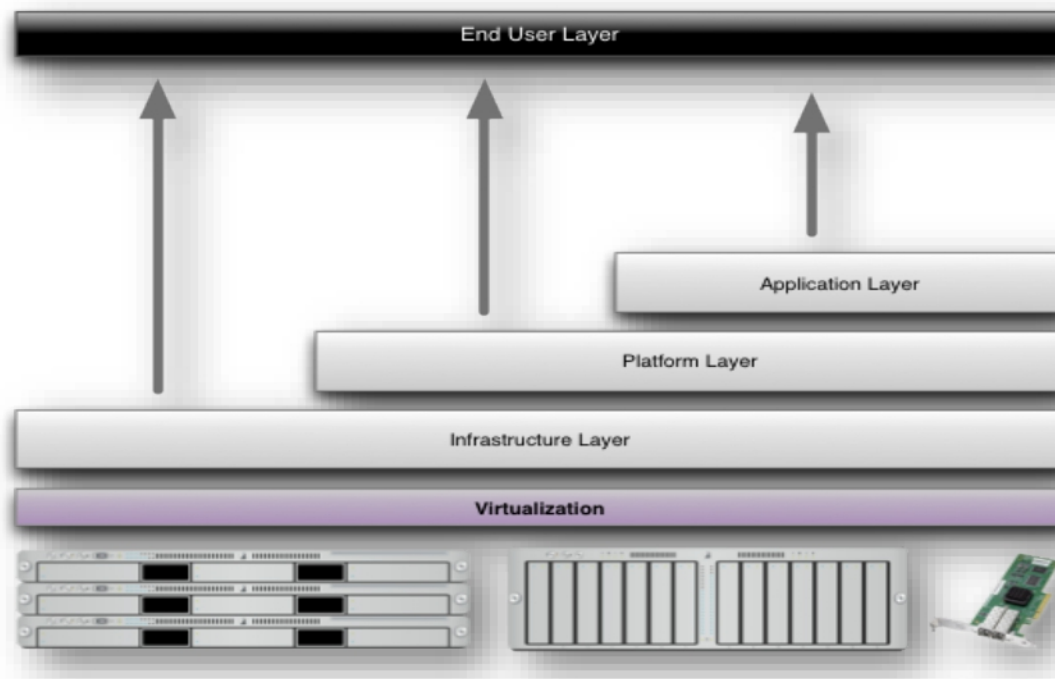 End User Layer
Application Layer
Platform Layer
Infrastructure Layer
Virtualization